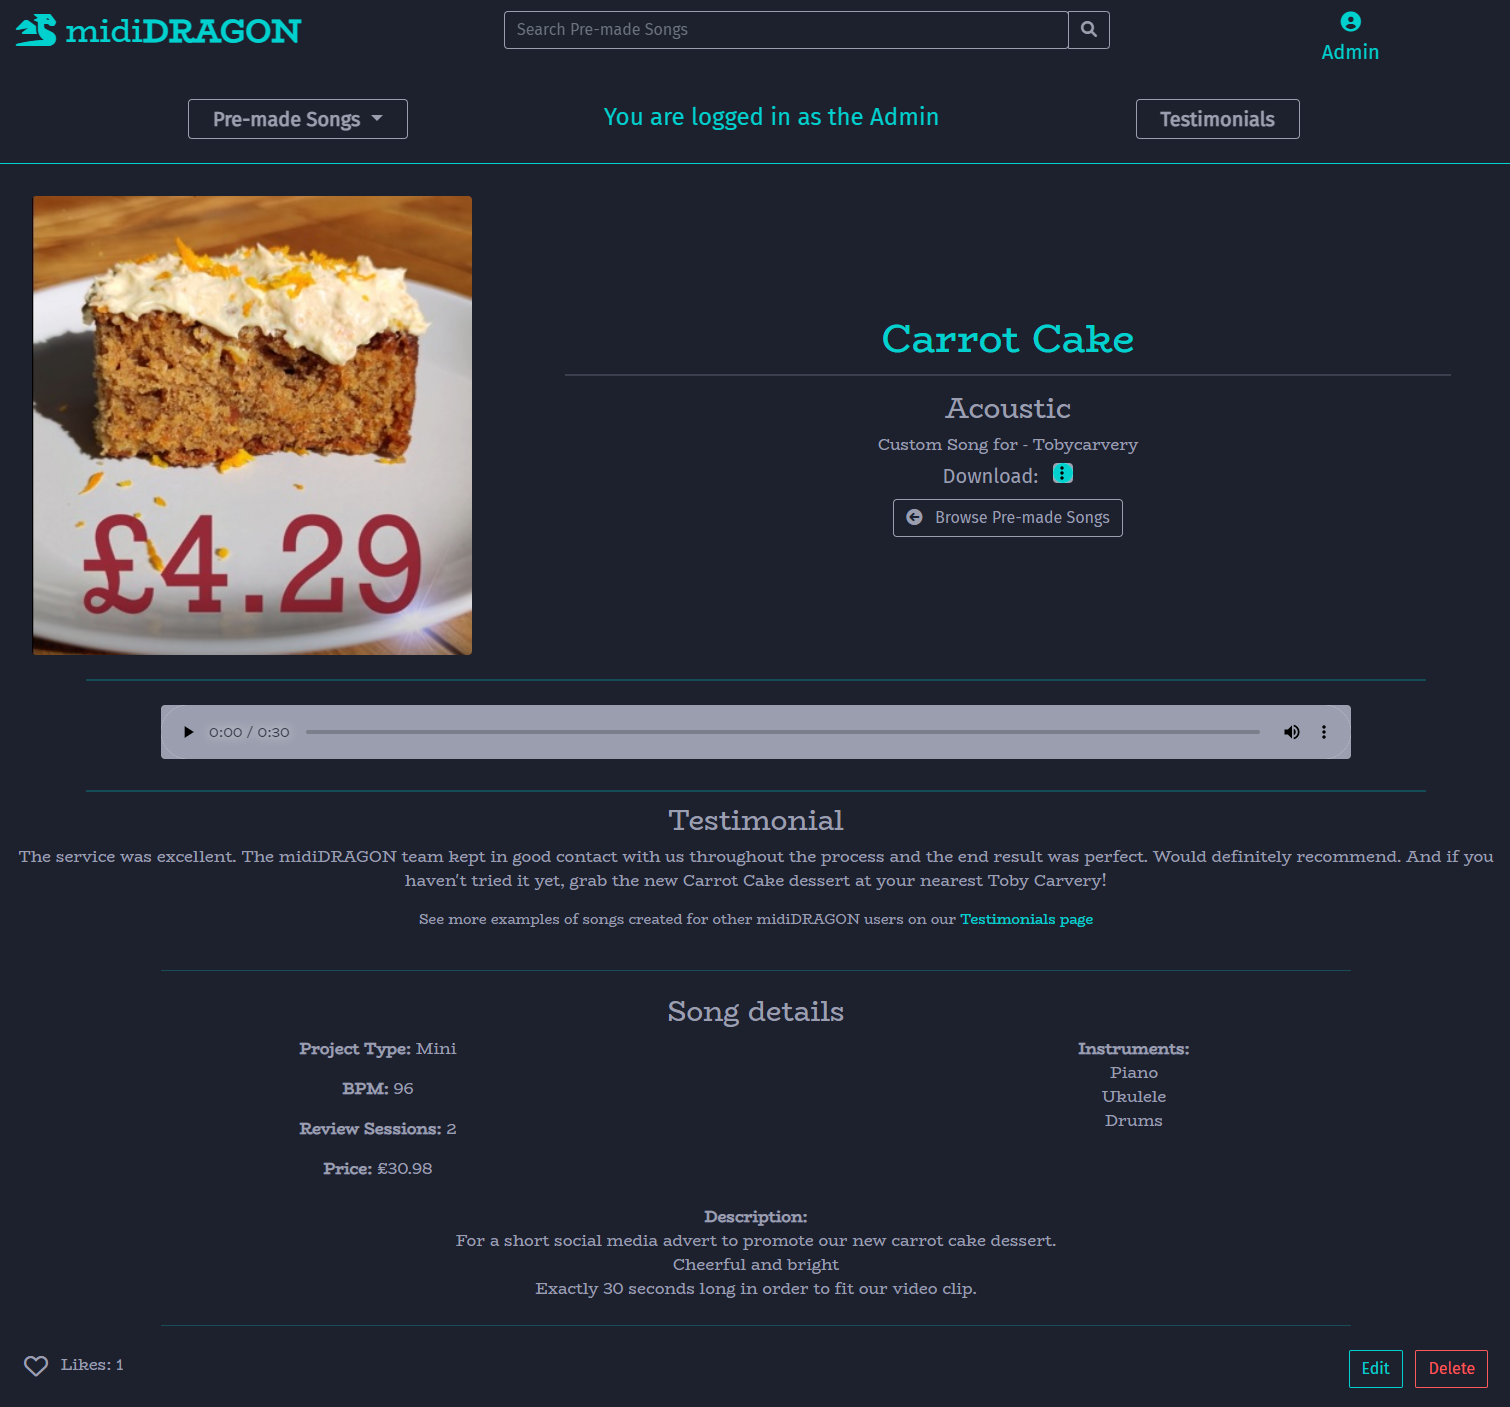 midiDRAGON
Search Pre-made Songs
Admin
Pre-made Songs
You are logged in as the Admin
Testimonials
£4.29
Carrot Cake
Acoustic
Custom Song for - Tobycarvery
Download:
Browse Pre-made Songs
0:00 / 0:30
Testimonial
The service was excellent. The midiDRAGON team kept in good contact with us throughout the process and the end result was perfect. Would definitely recommend. And if you
haven't tried it yet, grab the new Carrot Cake dessert at your nearest Toby Carvery!
See more examples of songs created for other midiDRAGON users on our Testimonials page
Song details
Project Type: Mini
BPM: 96
Review Sessions: 2
Price: £30.98
Instruments:
Piano
Ukulele
Drums
Description:
For a short social media advert to promote our new carrot cake dessert.
Cheerful and bright
Exactly 30 seconds long in order to fit our video clip.
Likes: 1
Edit
Delete